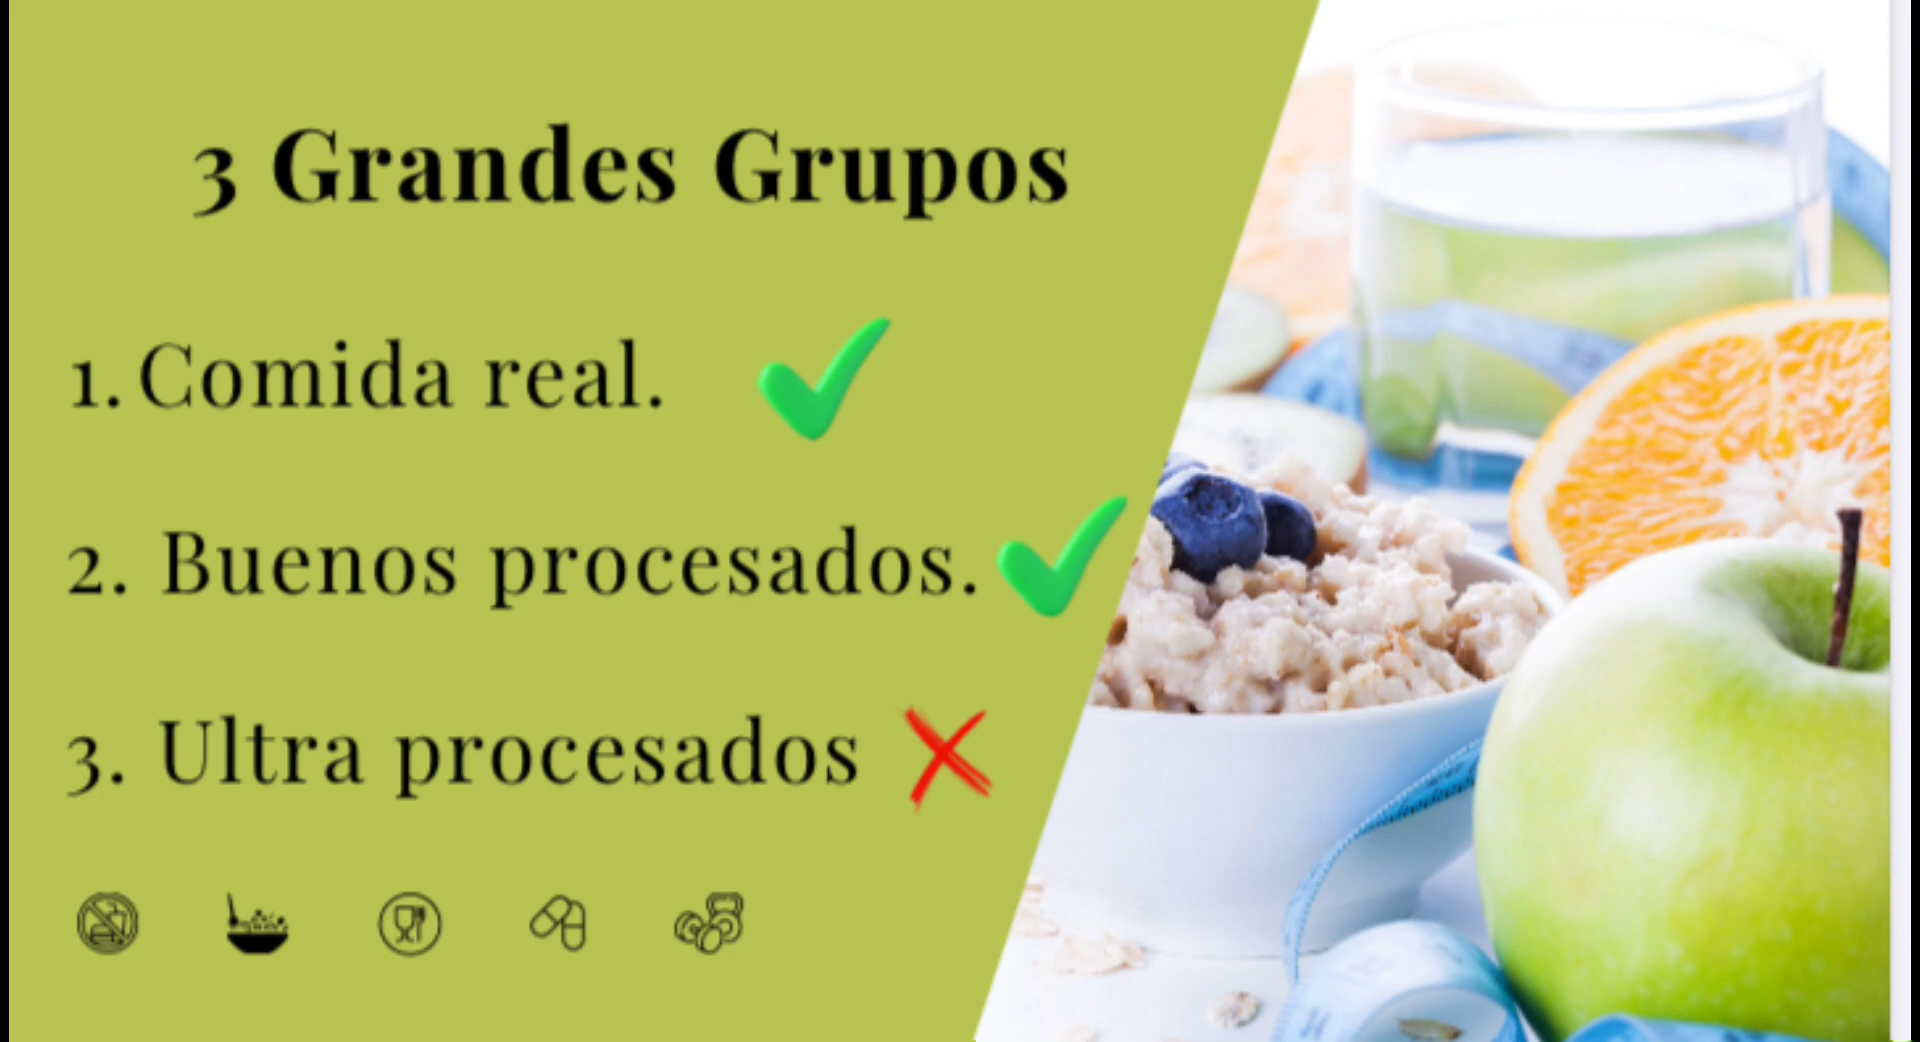 3 Grandes Grupos
1. Comida real.
2. Buenos procesados.
3. Ultra procesados